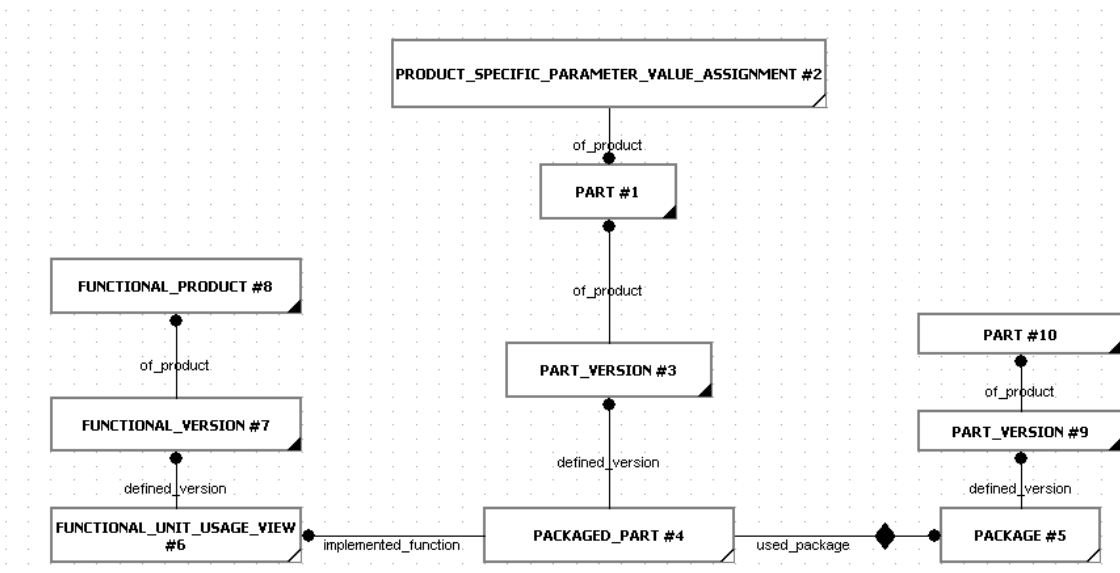 PRODUCT_SPECIFIC_PARAMETER_VALUE_ASSIGNMENT #2
of_product
PART #1
of_product
FUNCTIONAL_PRODUCT #8
of_product
FUNCTIONAL_VERSION #7
defined_version
FUNCTIONAL_UNIT_USAGE_VIEW
#6
implemented_function
PART_VERSION #3
defined_version
PACKAGED_PART #4
used_package
PART #10
of_product
PART_VERSION #9
defined_version
PACKAGE #5